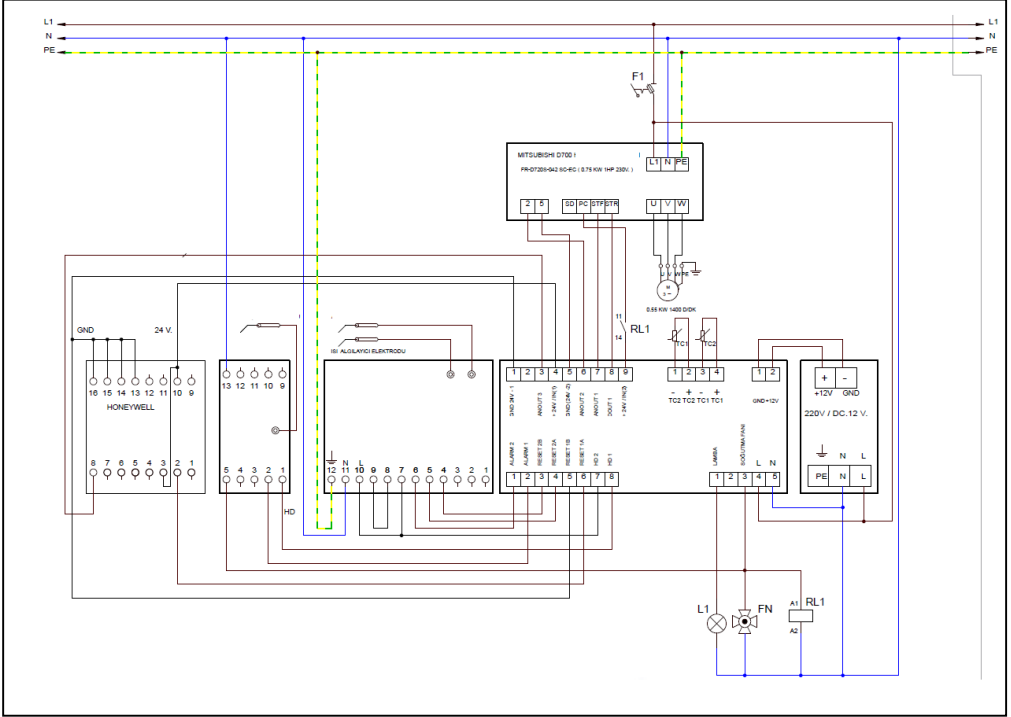 L1 L1
N N
PE PE
F1
MITSUBISHI D700 I
FR-D720S-042 SC-EC ( 0.75 KW 1HP 230V. )
L1 N PE
2 5 SD PC STF STR U V W
U V W PE
M
3 ~
0,55 KW 1400 D/DK
11
RL1
14
TC1 TC2
GND 24 V.
ISI ALGILAYICI ELEKTRODU
16 15 14 13 12 11 10 9
HONEYWELL
8 7 6 5 4 3 2 1
13 12 11 10 9
5 4 3 2 1
HD
N L
12 11 10 9 8 7 6 5 4 3 2 1
1 2 3 4 5 6 7 8 9
GND 24V - 1
ANOUT 3
+ 24V / IN(1)
GND (24V -2)
ANOUT 2
ANOUT 1
DOUT 1
+ 24V / IN(2)
ALARM 2
ALARM 1
RESET 2B
RESET 2A
RESET 1B
RESET 1A
HD 2
HD 1
1 2 3 4 5 6 7 8
1 2 3 4
- + - +
TC2 TC2 TC1 TC1
1 2
GND +12V
LAMBA
SOĞUTMA FANI
L N
1 2 3 4 5
+ -
+12V GND
220V / DC.12 V.
N L
PE N L
L1
FN
A1 RL1
A2